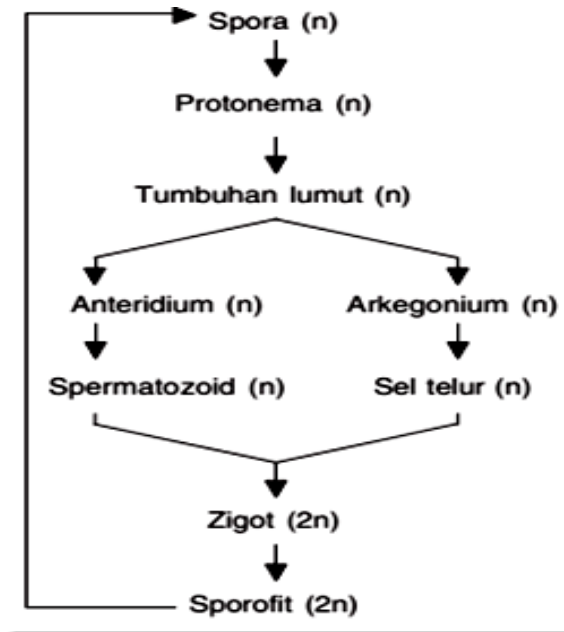 Spora (n)
Protonema (n)
Tumbuhan lumut (n)
Anteridium (n) Arkegonium (n)
Spermatozoid (n) Sel telur (n)
Zigot (2n)
Sporofit (2n)